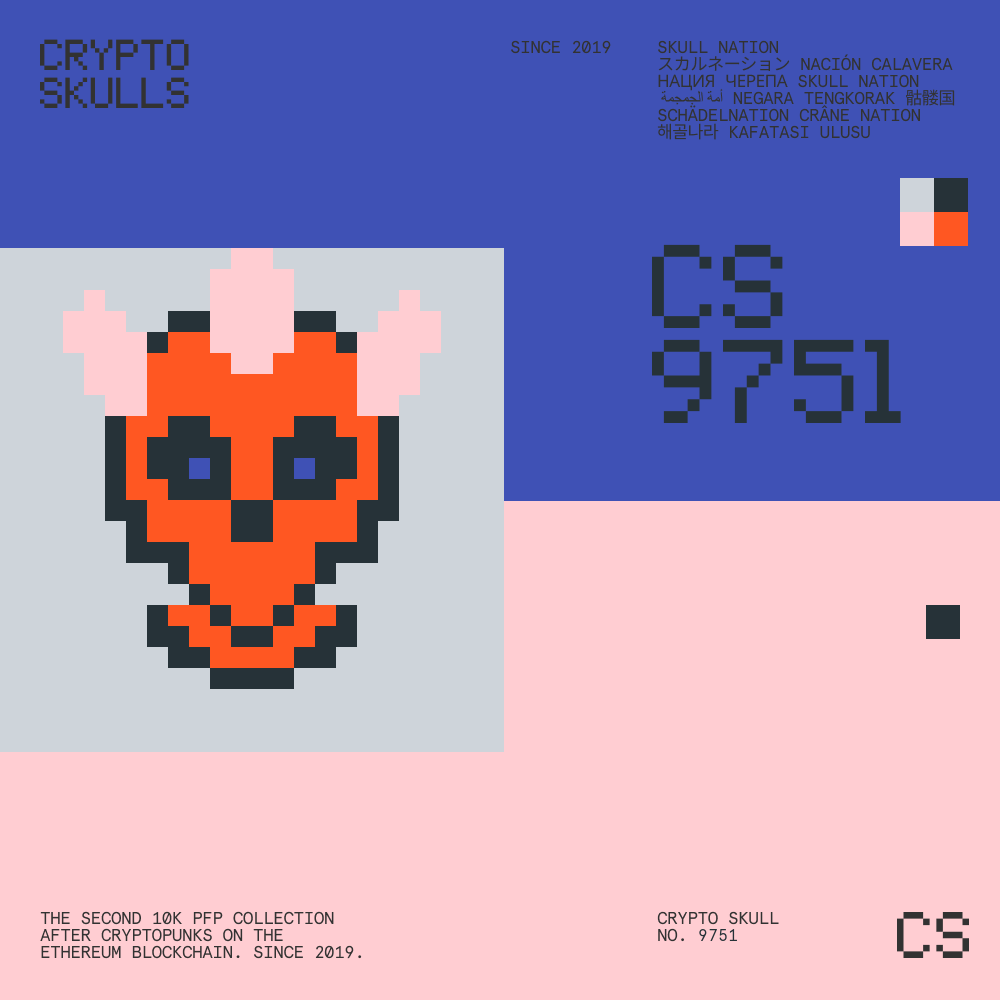 CRYPTO
SKULLS
SINCE 2019
SKULL NATION
スカルネーション NACIÓN CALAVERA
НАЦИЯ ЧЕРЕПА SKULL NATION
أمة الجمجمة NEGARA TENGKORAK 骷髅国
SCHÄDELNATION CRÂNE NATION
해골나라 KAFATASI ULUSU
CS
9751
THE SECOND 10K PFP COLLECTION
AFTER CRYPTOPUNKS ON THE
ETHEREUM BLOCKCHAIN. SINCE 2019.
CRYPTO SKULL
NO. 9751
CS